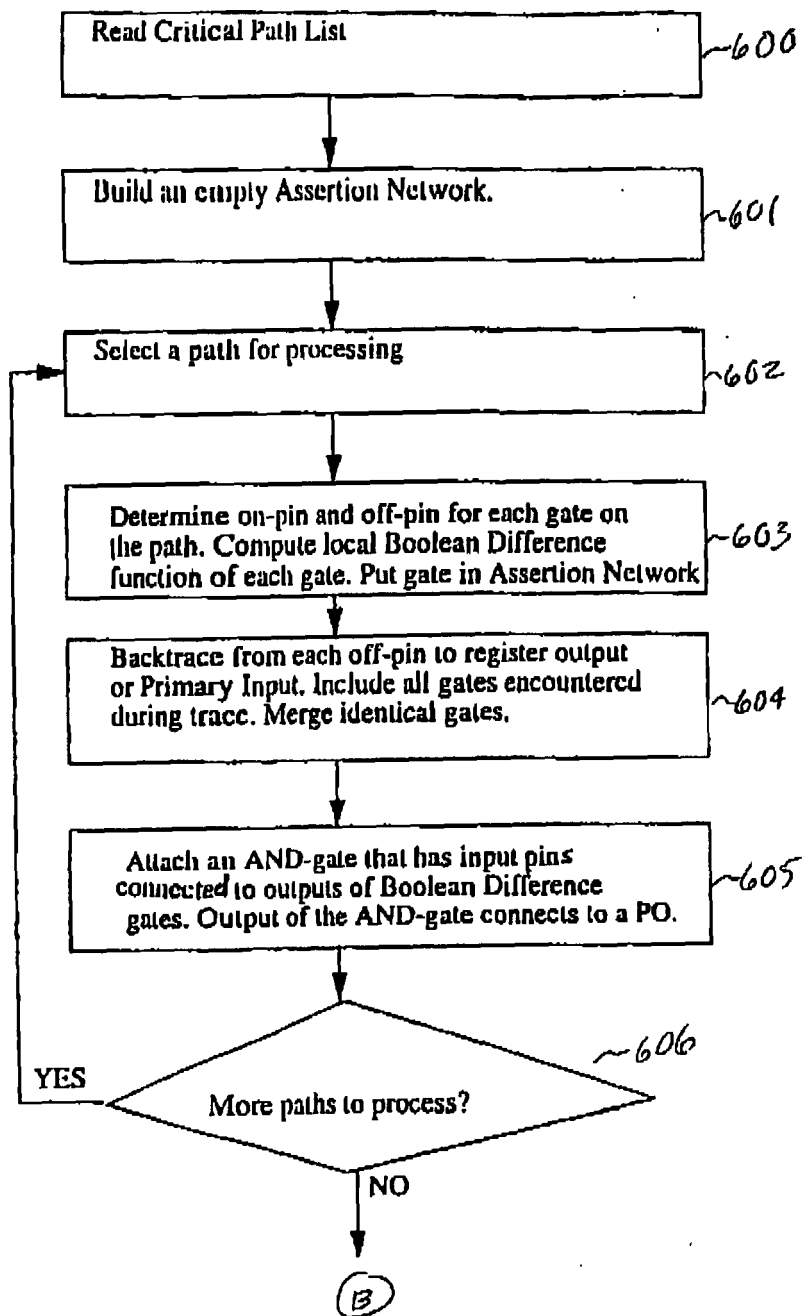 Read Critical Path List
~600
Build an empty Assertion Network.
~601
Select a path for processing
~602
Determine on-pin and off-pin for each gate on
the path. Compute local Boolean Difference
function of each gate. Put gate in Assertion Network
~603
Backtrace from each off-pin to register output
or Primary Input. Include all gates encountered
during trace. Merge identical gates.
~604
Attach an AND-gate that has input pins
connected to outputs of Boolean Difference
gates. Output of the AND-gate connects to a PO.
~605
~606
YES
More paths to process?
NO
B